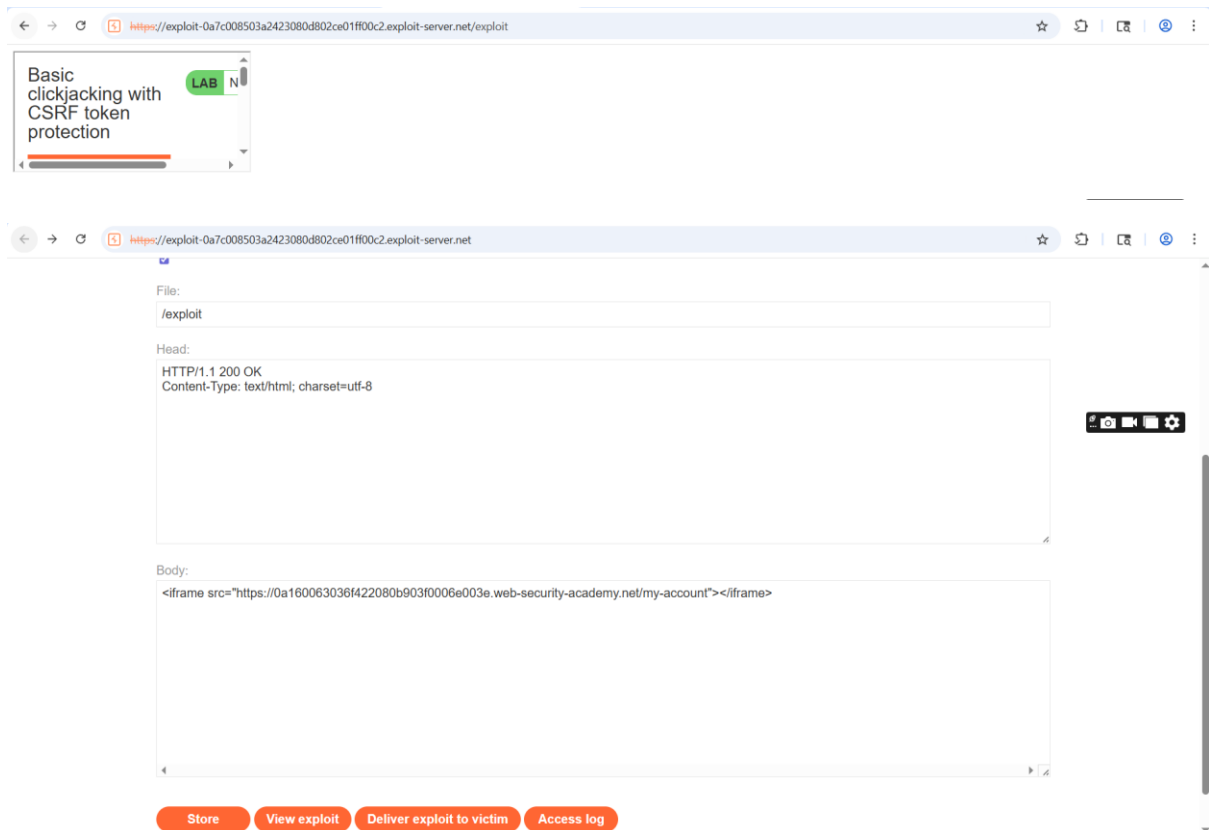 https://exploit-0a7c008503a2423080d802ce01ff00c2.exploit-server.net/exploit
Basic
clickjacking with
CSRF token
protection
LAB N
https://exploit-0a7c008503a2423080d802ce01ff00c2.exploit-server.net
File:
/exploit
Head:
HTTP/1.1 200 OK
Content-Type: text/html; charset=utf-8
Body:
<iframe src="https://0a160063036f422080b903f0006e003e.web-security-academy.net/my-account"></iframe>
Store View exploit Deliver exploit to victim Access log